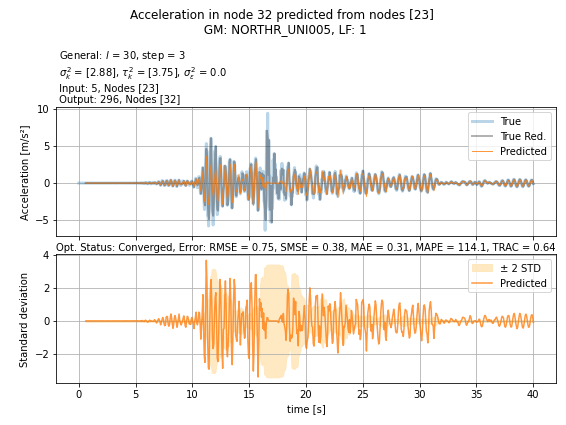 Acceleration in node 32 predicted from nodes [23]
GM: NORTHR_UNI005, LF: 1
General: l = 30, step = 3
σ²_k = [2.88], τ²_k = [3.75], σ²_ε = 0.0
Input: 5, Nodes [23]
Output: 296, Nodes [32]
10
5
0
−5
Acceleration [m/s²]
True
True Red.
Predicted
Opt. Status: Converged, Error: RMSE = 0.75, SMSE = 0.38, MAE = 0.31, MAPE = 114.1, TRAC = 0.64
4
2
0
−2
Standard deviation
± 2 STD
Predicted
0 5 10 15 20 25 30 35 40
time [s]